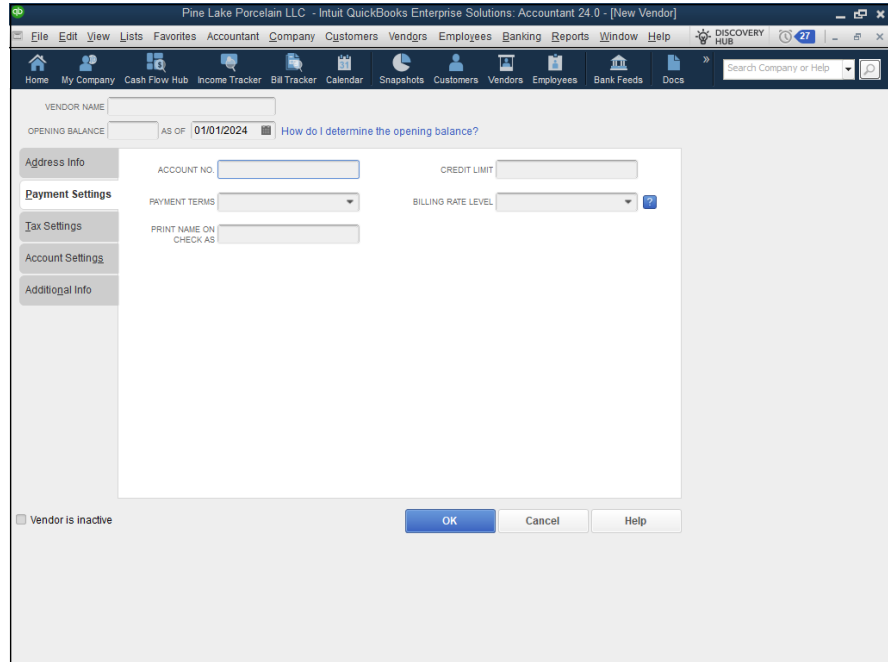 qb Pine Lake Porcelain LLC - Intuit QuickBooks Enterprise Solutions: Accountant 24.0 - [New Vendor]
File Edit View Lists Favorites Accountant Company Customers Vendors Employees Banking Reports Window Help DISCOVERY HUB 27
31
Home My Company Cash Flow Hub Income Tracker Bill Tracker Calendar Snapshots Customers Vendors Employees Bank Feeds Docs » Search Company or Help
VENDOR NAME
OPENING BALANCE AS OF 01/01/2024 How do I determine the opening balance?
Address Info
ACCOUNT NO. CREDIT LIMIT
Payment Settings
PAYMENT TERMS BILLING RATE LEVEL ?
Tax Settings
PRINT NAME ON CHECK AS
Account Settings
Additional Info
Vendor is inactive OK Cancel Help